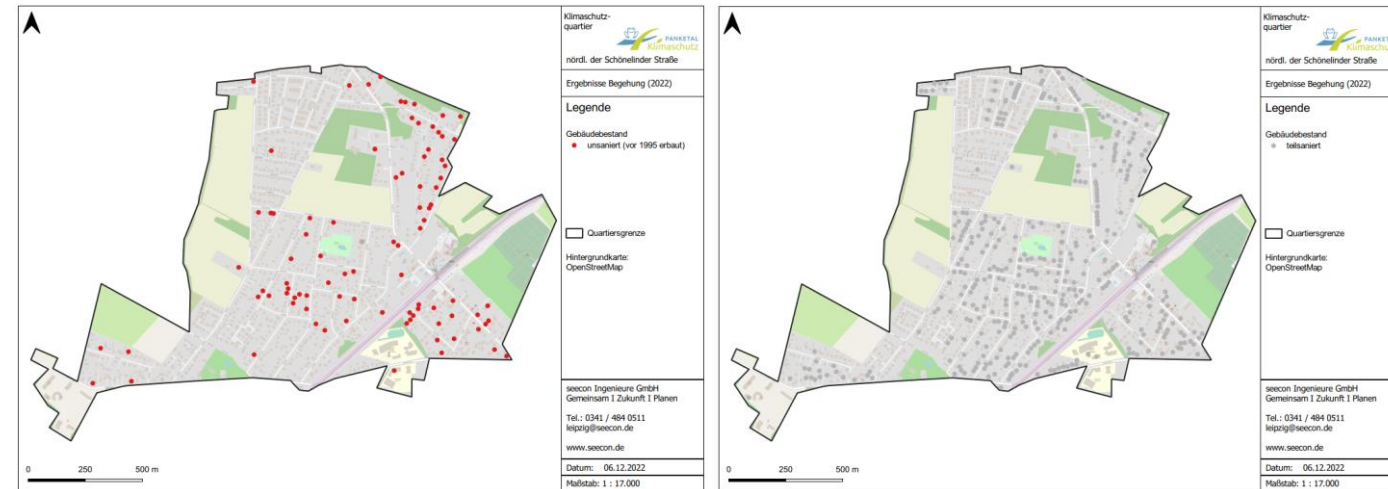 Klimaschutz-
quartier
PANKETAL
Klimaschutz
nördl. der Schönelinder Straße
Ergebnisse Begehung (2022)
Legende
Gebäudebestand
unsaniert (vor 1995 erbaut)
Quartiersgrenze
Hintergrundkarte:
OpenStreetMap
seecon Ingenieure GmbH
Gemeinsam I Zukunft I Planen
Tel.: 0341 / 484 0511
leipzig@seecon.de
www.seecon.de
Datum: 06.12.2022
Maßstab: 1 : 17.000
0 250 500 m
Klimaschutz-
quartier
PANKETAL
Klimaschutz
nördl. der Schönelinder Straße
Ergebnisse Begehung (2022)
Legende
Gebäudebestand
teilsaniert
Quartiersgrenze
Hintergrundkarte:
OpenStreetMap
seecon Ingenieure GmbH
Gemeinsam I Zukunft I Planen
Tel.: 0341 / 484 0511
leipzig@seecon.de
www.seecon.de
Datum: 06.12.2022
Maßstab: 1 : 17.000
0 250 500 m